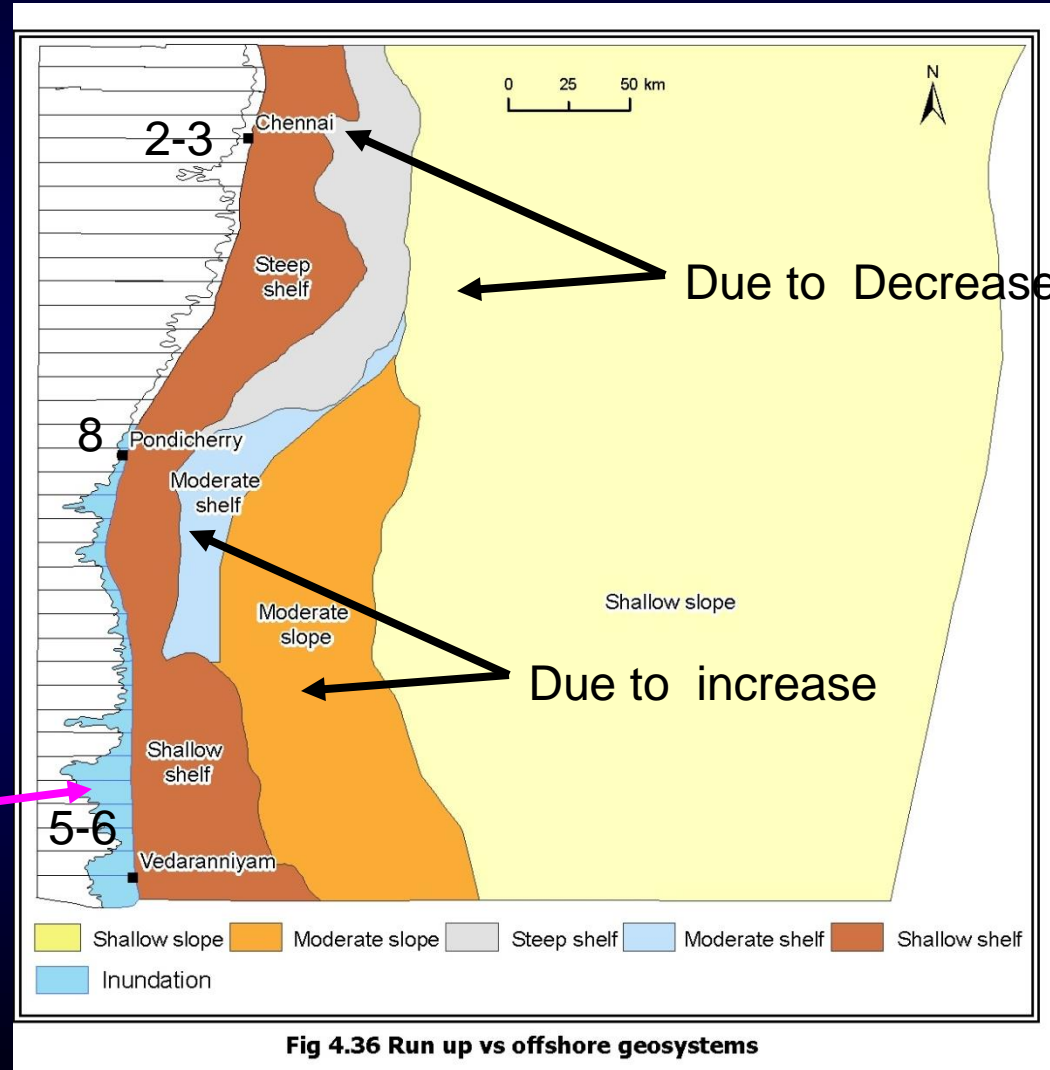 0 25 50 km
N
Chennai
2-3
Steep
shelf
Due to Decrease
8
Pondicherry
Moderate
shelf
Shallow slope
Moderate
slope
Due to increase
Shallow
shelf
5-6
Vedaranniyam
Shallow slope Moderate slope Steep shelf Moderate shelf Shallow shelf
Inundation
Fig 4.36 Run up vs offshore geosystems